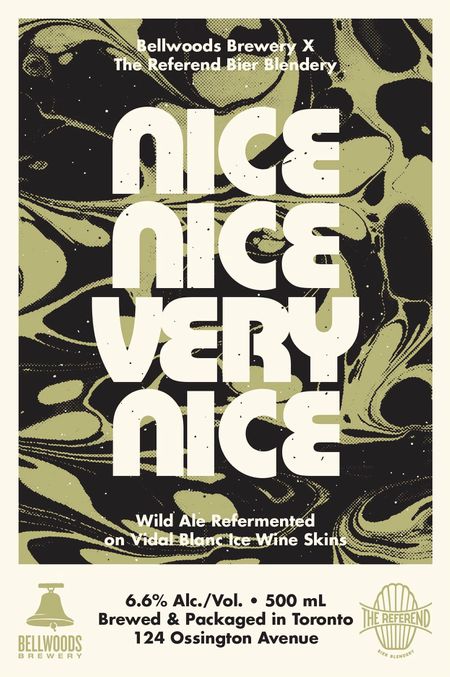 Bellwoods Brewery X
The Referend Bier Blendery
NICE
NICE
VERY
NICE
Wild Ale Refermented
on Vidal Blanc Ice Wine Skins
6.6% Alc./Vol. • 500 mL
Brewed & Packaged in Toronto
124 Ossington Avenue
BELLWOODS
BREWERY
THE REFEREND
BIER BLENDERY